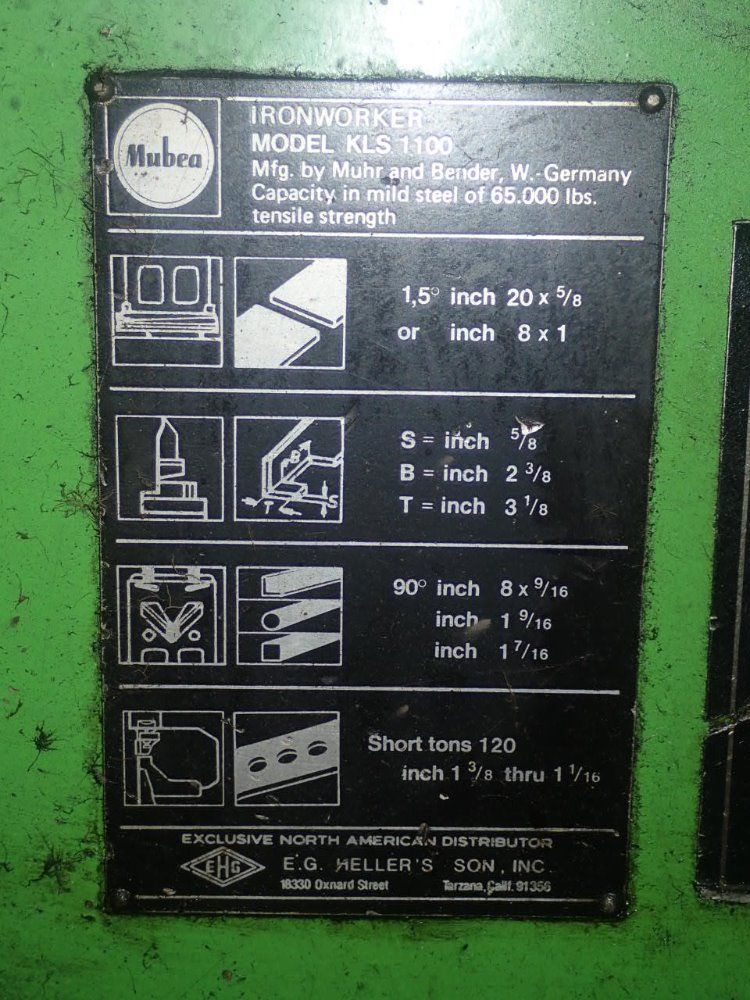 Mubea
IRONWORKER
MODEL KLS 1100
Mfg. by Muhr and Bender, W.-Germany
Capacity in mild steel of 65.000 lbs.
tensile strength
1,5° inch 20 x 5/8
or inch 8 x 1
S = inch 5/8
B = inch 2 3/8
T = inch 3 1/8
B
T
S
90° inch 8 x 9/16
inch 1 9/16
inch 1 7/16
Short tons 120
inch 1 3/8 thru 1 1/16
EXCLUSIVE NORTH AMERICAN DISTRIBUTOR
EHG E.G. HELLER'S SON, INC.
18330 Oxnard Street Tarzana, Calif. 91356